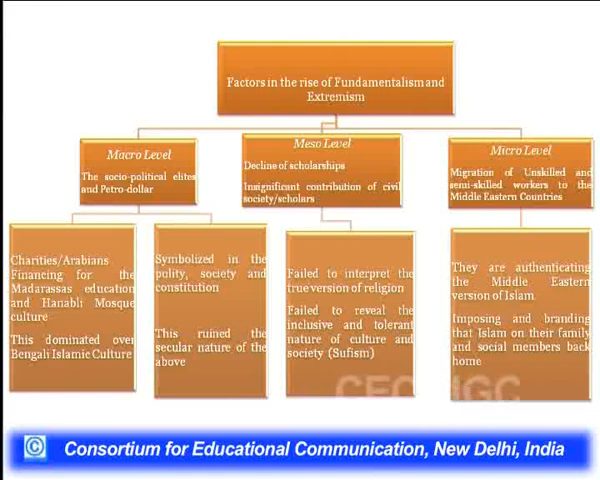 Factors in the rise of Fundamentalism and
Extremism
Macro Level
The socio-political elites
and Petro-dollar
Meso Level
Decline of scholarships
Insignificant contribution of civil
society/scholars
Micro Level
Migration of Unskilled and
semi-skilled workers to the
Middle Eastern Countries
Charities/Arabians
Financing for the
Madarassas education
and Hanabli Mosque
culture
This dominated over
Bengali Islamic Culture
Symbolized in the
polity, society and
constitution
This ruined the
secular nature of the
above
Failed to interpret the
true version of religion
Failed to reveal the
inclusive and tolerant
nature of culture and
society (Sufism)
They are authenticating
the Middle Eastern
version of Islam
Imposing and branding
that Islam on their family
and social members back
home
© Consortium for Educational Communication, New Delhi, India